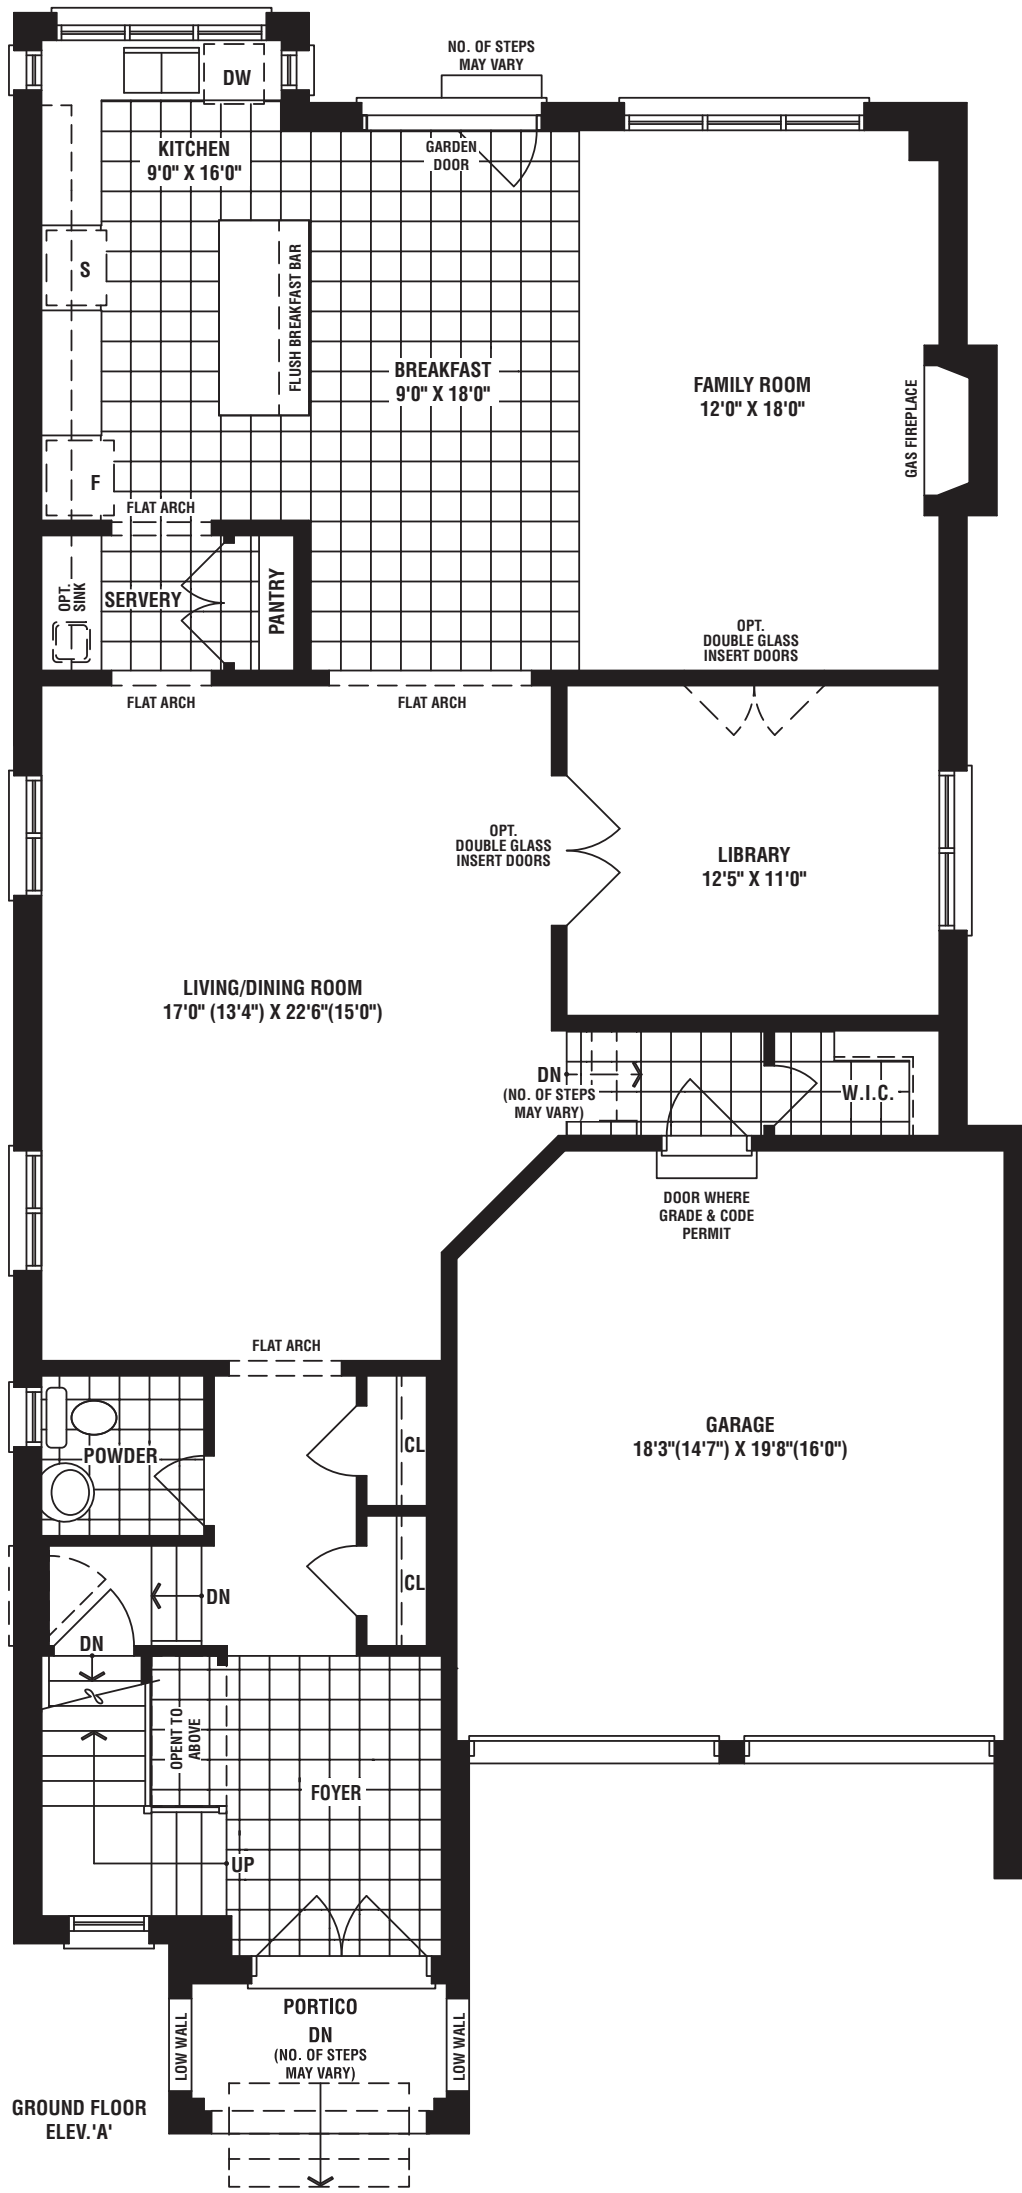 NO. OF STEPS
MAY VARY
DW
KITCHEN
9'0" X 16'0"
GARDEN
DOOR
S
FLUSH BREAKFAST BAR
BREAKFAST
9'0" X 18'0"
FAMILY ROOM
12'0" X 18'0"
GAS FIREPLACE
F
FLAT ARCH
OPT.
SINK
SERVERY
PANTRY
OPT.
DOUBLE GLASS
INSERT DOORS
FLAT ARCH
FLAT ARCH
OPT.
DOUBLE GLASS
INSERT DOORS
LIBRARY
12'5" X 11'0"
LIVING/DINING ROOM
17'0" (13'4") X 22'6"(15'0")
DN
(NO. OF STEPS
MAY VARY)
W.I.C.
DOOR WHERE
GRADE & CODE
PERMIT
FLAT ARCH
GARAGE
18'3"(14'7") X 19'8"(16'0")
CL
POWDER
CL
DN
DN
OPENT TO
ABOVE
FOYER
UP
PORTICO
DN
(NO. OF STEPS
MAY VARY)
LOW WALL
LOW WALL
GROUND FLOOR
ELEV.'A'